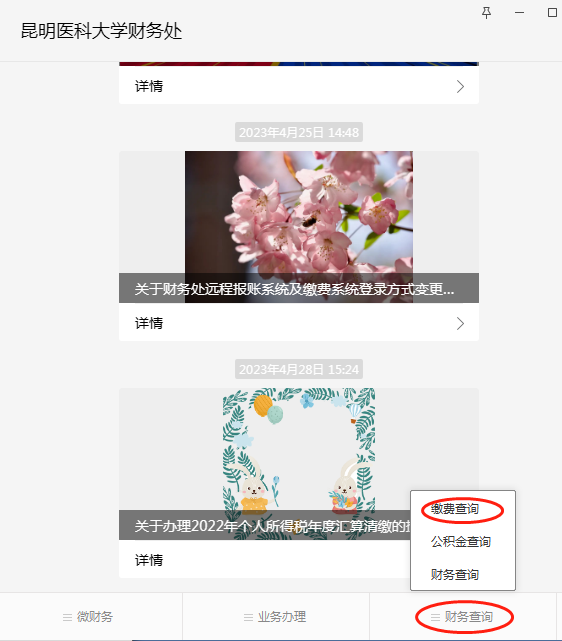 昆明医科大学财务处
详情
2023年4月25日 14:48
关于财务处远程报账系统及缴费系统登录方式变更...
详情
2023年4月28日 15:24
关于办理2022年个人所得税年度汇算清缴的
详情
缴费查询
公积金查询
财务查询
微财务
业务办理
财务查询